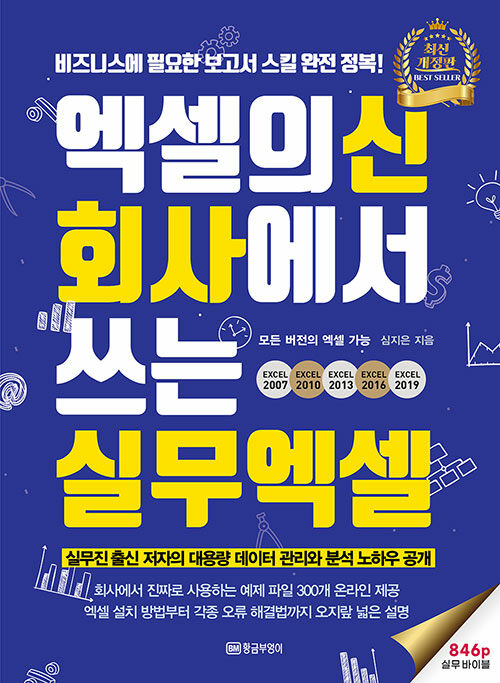 비즈니스에 필요한 보고서 스킬 완전 정복!
최신
개정판
BEST SELLER
엑셀의 신
회사에서
쓰는
모든 버전의 엑셀 가능 심지은 지음
EXCEL 2007
EXCEL 2010
EXCEL 2013
EXCEL 2016
EXCEL 2019
실무엑셀
실무진 출신 저자의 대용량 데이터 관리와 분석 노하우 공개
회사에서 진짜로 사용하는 예제 파일 300개 온라인 제공
엑셀 설치 방법부터 각종 오류 해결법까지 오지랖 넓은 설명
BM 황금부엉이
846p
실무 바이블